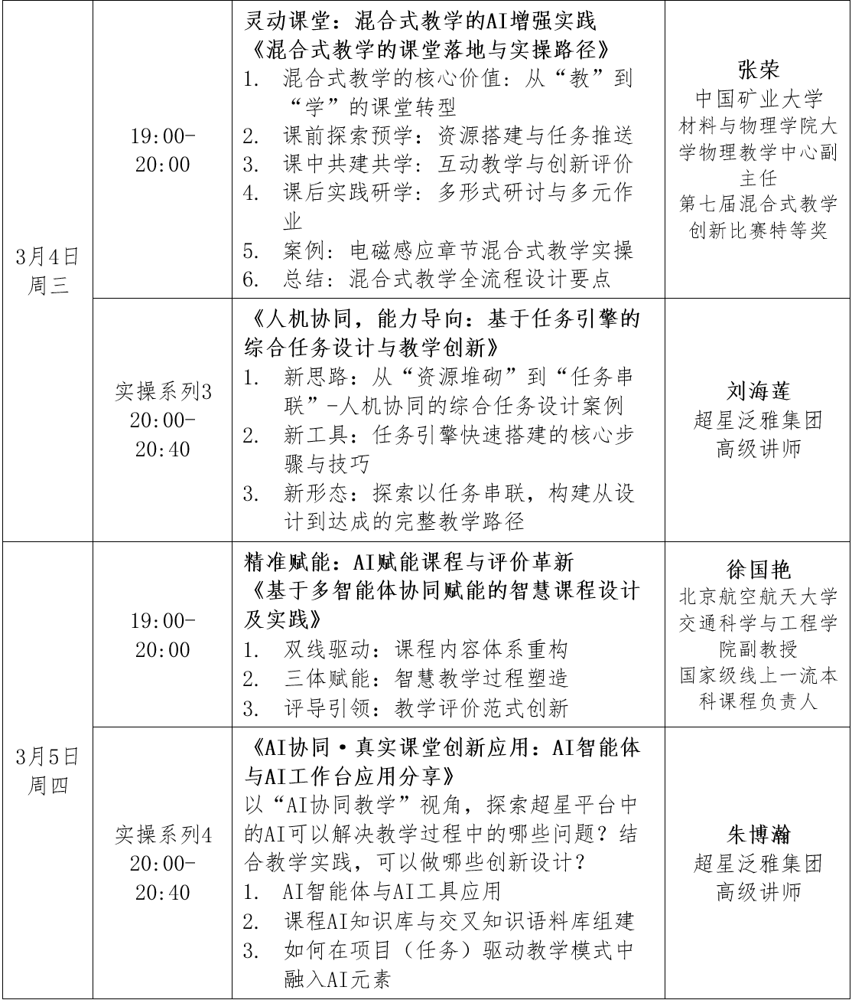 3月4日
周三
19:00-
20:00
灵动课堂：混合式教学的AI增强实践
《混合式教学的课堂落地与实操路径》
1. 混合式教学的核心价值：从“教”到
“学”的课堂转型
2. 课前探索预学：资源搭建与任务推送
3. 课中共建共学：互动教学与创新评价
4. 课后实践研学：多形式研讨与多元作
业
5. 案例：电磁感应章节混合式教学实操
6. 总结：混合式教学全流程设计要点
张荣
中国矿业大学
材料与物理学院大
学物理教学中心副
主任
第七届混合式教学
创新比赛特等奖
实操系列3
20:00-
20:40
《人机协同，能力导向：基于任务引擎的
综合任务设计与教学创新》
1. 新思路：从“资源堆砌”到“任务串
联”-人机协同的综合任务设计案例
2. 新工具：任务引擎快速搭建的核心步
骤与技巧
3. 新形态：探索以任务串联，构建从设
计到达成的完整教学路径
刘海莲
超星泛雅集团
高级讲师
3月5日
周四
19:00-
20:00
精准赋能：AI赋能课程与评价革新
《基于多智能体协同赋能的智慧课程设计
及实践》
1. 双线驱动：课程内容体系重构
2. 三体赋能：智慧教学过程塑造
3. 评导引领：教学评价范式创新
徐国艳
北京航空航天大学
交通科学与工程学
院副教授
国家级线上一流本
科课程负责人
实操系列4
20:00-
20:40
《AI协同·真实课堂创新应用：AI智能体
与AI工作台应用分享》
以“AI协同教学”视角，探索超星平台中
的AI可以解决教学过程中的哪些问题？结
合教学实践，可以做哪些创新设计？
1. AI智能体与AI工具应用
2. 课程AI知识库与交叉知识语料库组建
3. 如何在项目（任务）驱动教学模式中
融入AI元素
朱博瀚
超星泛雅集团
高级讲师